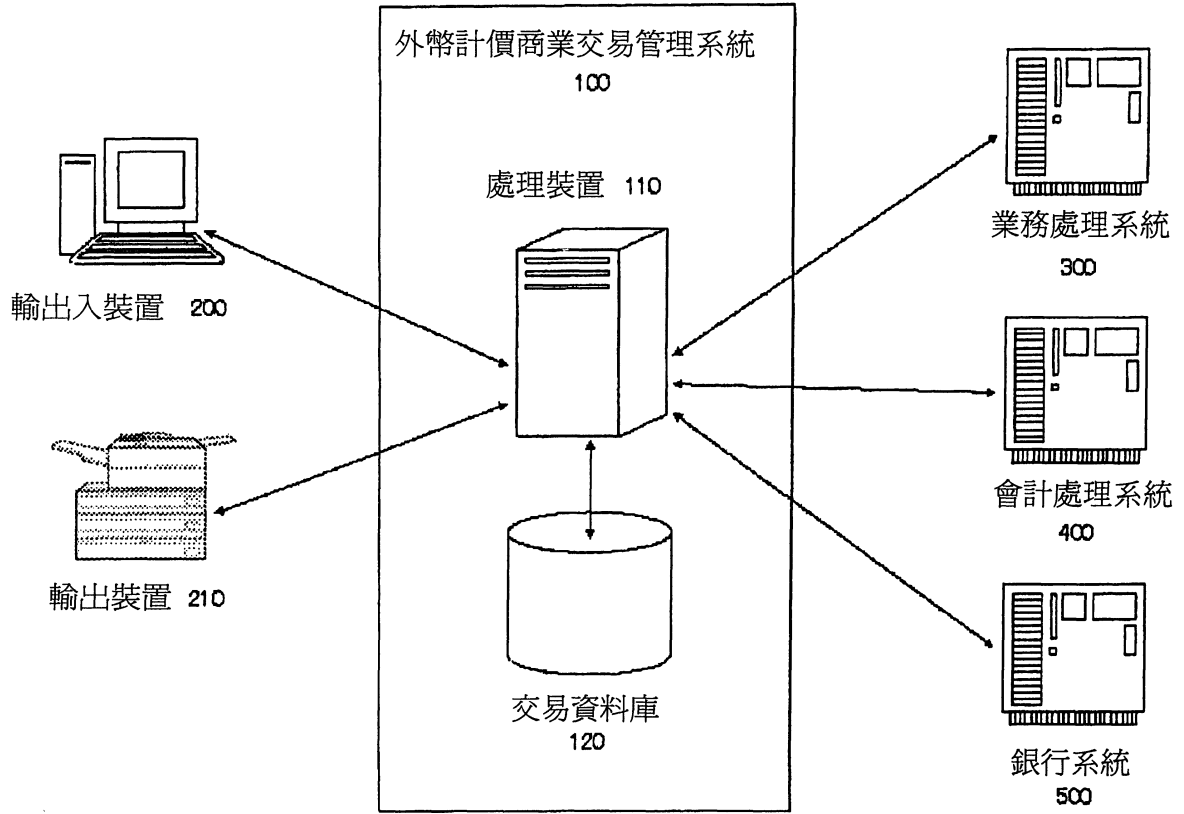 外幣計價商業交易管理系統
100
處理裝置 110
輸出入裝置 200
輸出裝置 210
交易資料庫
120
業務處理系統
300
會計處理系統
400
銀行系統
500